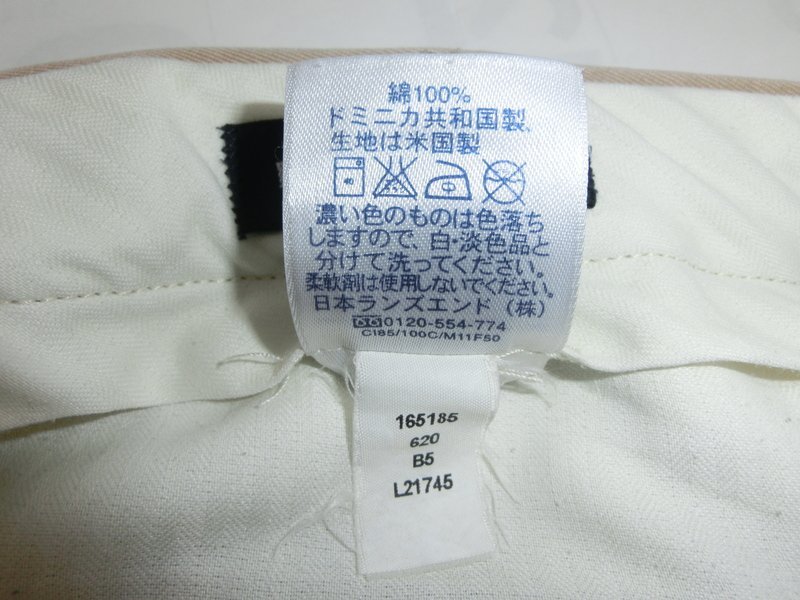 綿100%
ドミニカ共和国製、
生地は米国製
濃い色のものは色落ち
しますので、白・淡色品と
分けて洗ってください。
柔軟剤は使用しないでください。
日本ランズエンド（株）
0120-554-774
CI85/100C/M11F50
165185
620
B5
L21745